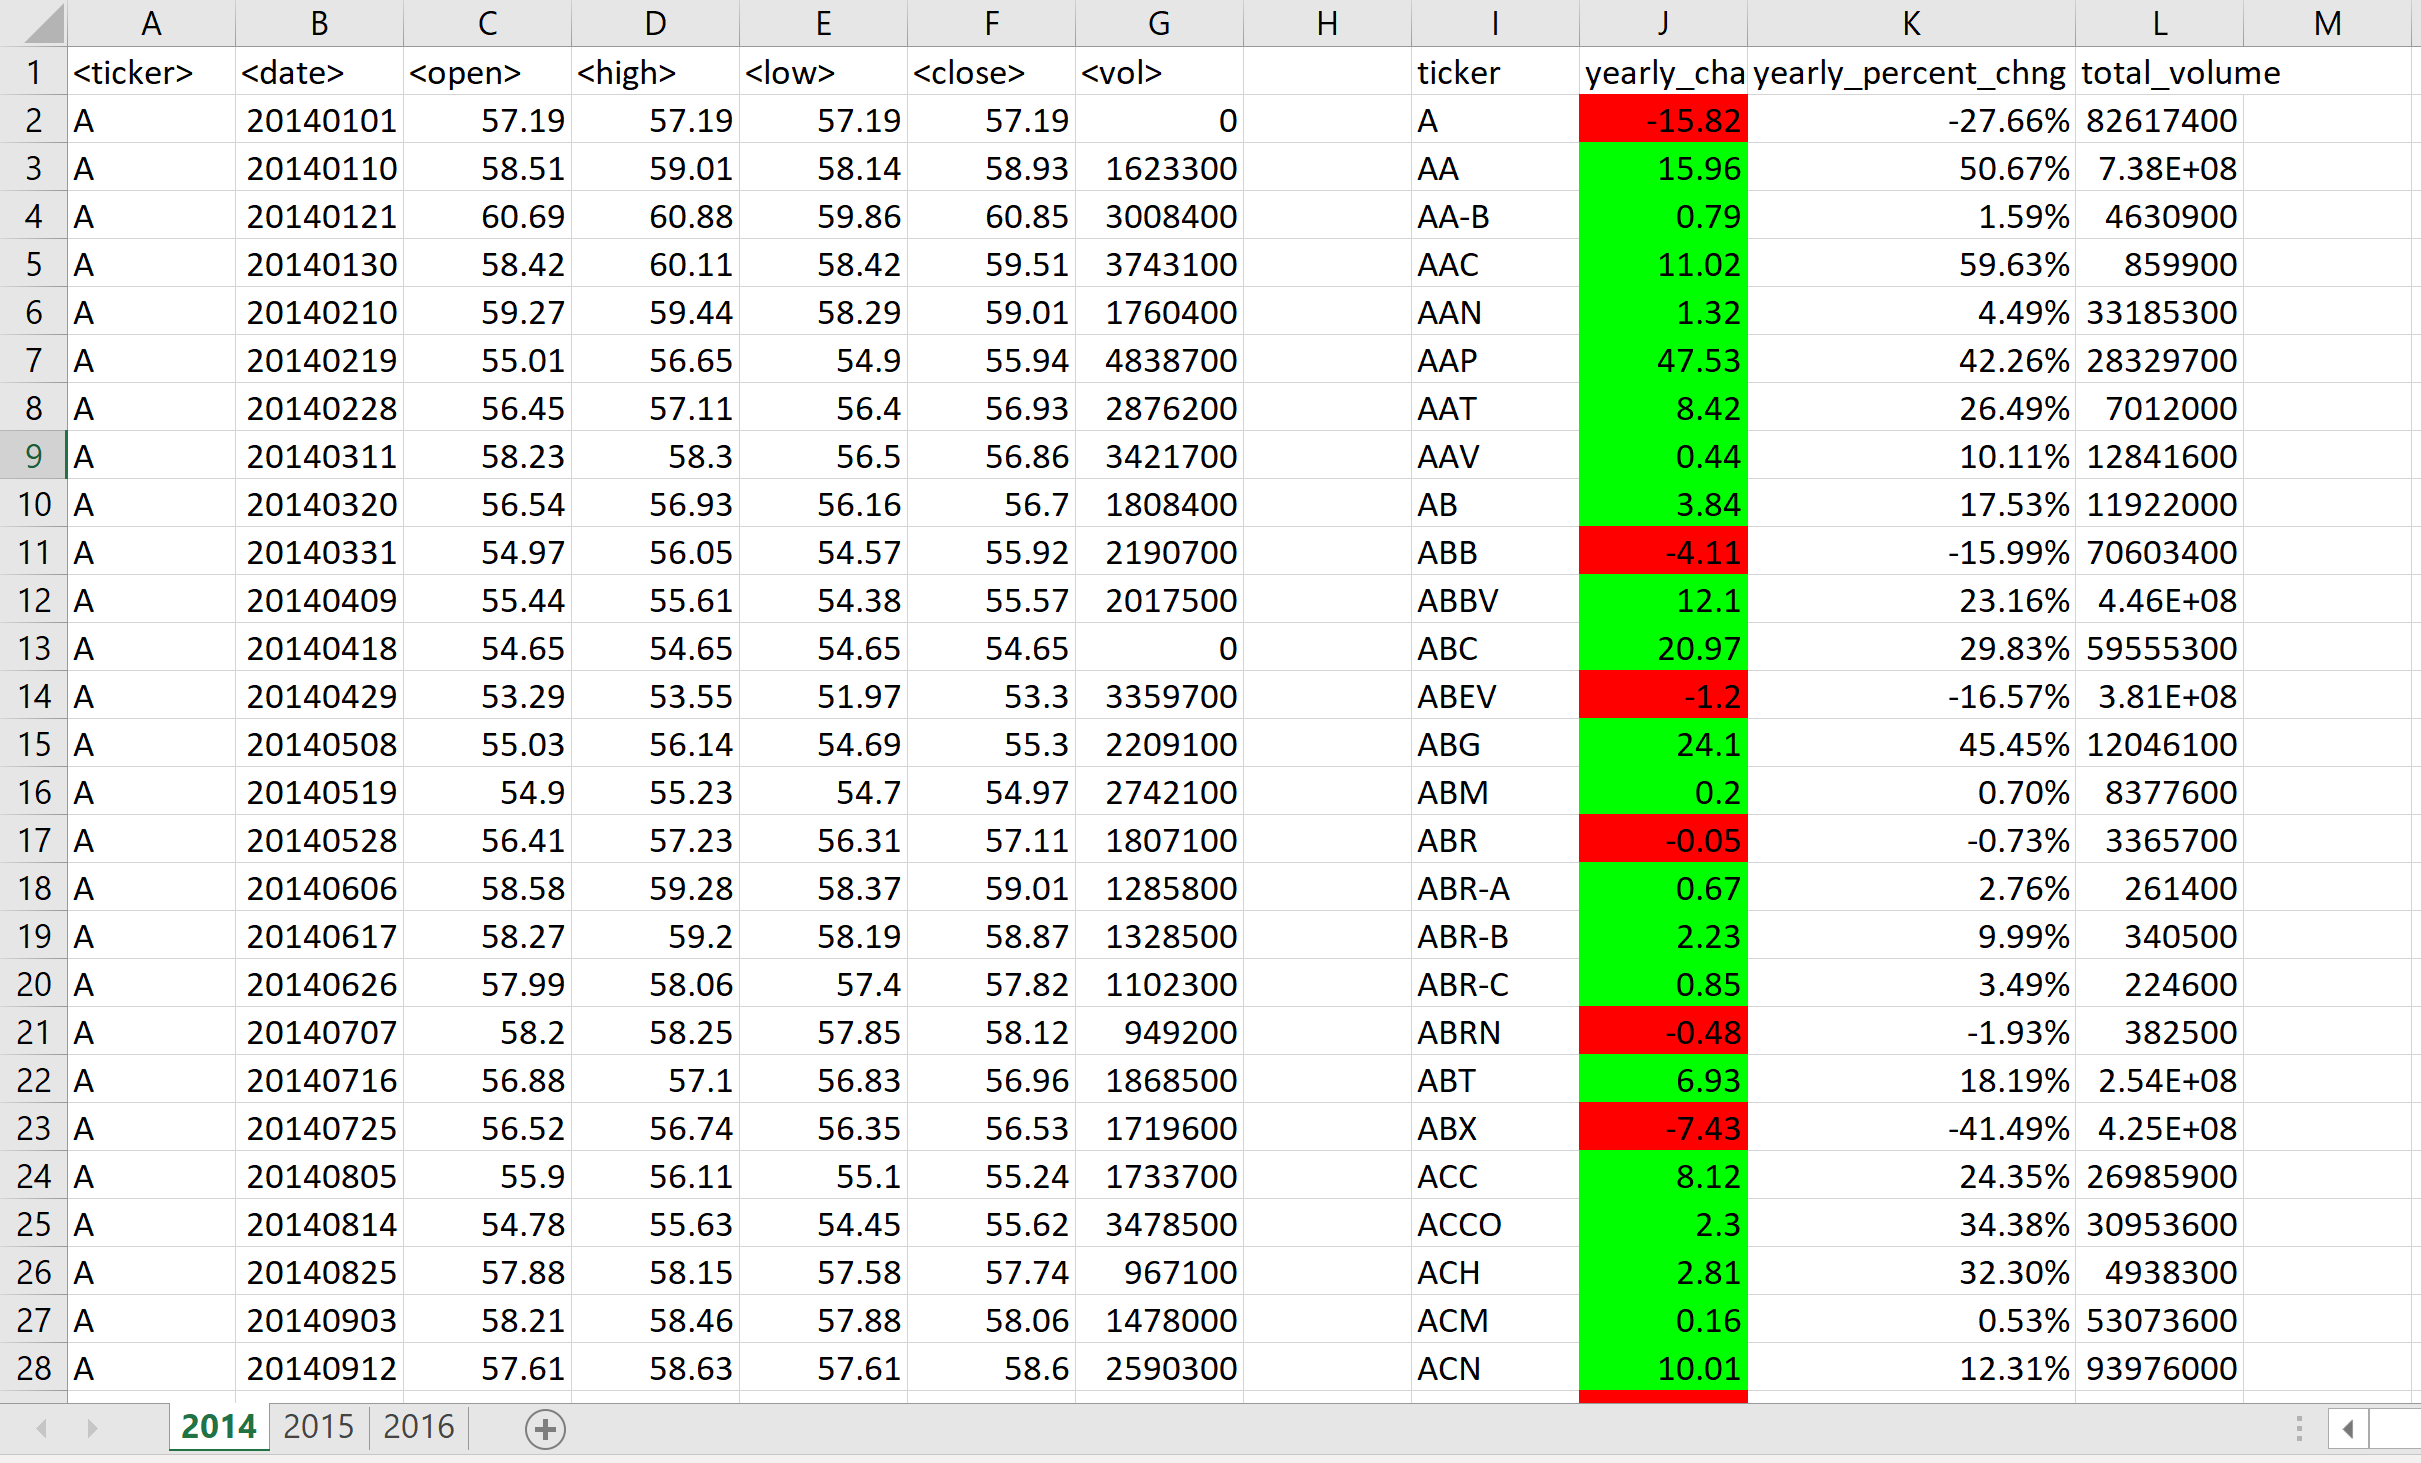 A B C D E F G H I J K L M
1 <ticker> <date> <open> <high> <low> <close> <vol> ticker yearly_cha yearly_percent_chng total_volume
2 A 20140101 57.19 57.19 57.19 57.19 0 A -15.82 -27.66% 82617400
3 A 20140110 58.51 59.01 58.14 58.93 1623300 AA 15.96 50.67% 7.38E+08
4 A 20140121 60.69 60.88 59.86 60.85 3008400 AA-B 0.79 1.59% 4630900
5 A 20140130 58.42 60.11 58.42 59.51 3743100 AAC 11.02 59.63% 859900
6 A 20140210 59.27 59.44 58.29 59.01 1760400 AAN 1.32 4.49% 33185300
7 A 20140219 55.01 56.65 54.9 55.94 4838700 AAP 47.53 42.26% 28329700
8 A 20140228 56.45 57.11 56.4 56.93 2876200 AAT 8.42 26.49% 7012000
9 A 20140311 58.23 58.3 56.5 56.86 3421700 AAV 0.44 10.11% 12841600
10 A 20140320 56.54 56.93 56.16 56.7 1808400 AB 3.84 17.53% 11922000
11 A 20140331 54.97 56.05 54.57 55.92 2190700 ABB -4.11 -15.99% 70603400
12 A 20140409 55.44 55.61 54.38 55.57 2017500 ABBV 12.1 23.16% 4.46E+08
13 A 20140418 54.65 54.65 54.65 54.65 0 ABC 20.97 29.83% 59555300
14 A 20140429 53.29 53.55 51.97 53.3 3359700 ABEV -1.2 -16.57% 3.81E+08
15 A 20140508 55.03 56.14 54.69 55.3 2209100 ABG 24.1 45.45% 12046100
16 A 20140519 54.9 55.23 54.7 54.97 2742100 ABM 0.2 0.70% 8377600
17 A 20140528 56.41 57.23 56.31 57.11 1807100 ABR -0.05 -0.73% 3365700
18 A 20140606 58.58 59.28 58.37 59.01 1285800 ABR-A 0.67 2.76% 261400
19 A 20140617 58.27 59.2 58.19 58.87 1328500 ABR-B 2.23 9.99% 340500
20 A 20140626 57.99 58.06 57.4 57.82 1102300 ABR-C 0.85 3.49% 224600
21 A 20140707 58.2 58.25 57.85 58.12 949200 ABRN -0.48 -1.93% 382500
22 A 20140716 56.88 57.1 56.83 56.96 1868500 ABT 6.93 18.19% 2.54E+08
23 A 20140725 56.52 56.74 56.35 56.53 1719600 ABX -7.43 -41.49% 4.25E+08
24 A 20140805 55.9 56.11 55.1 55.24 1733700 ACC 8.12 24.35% 26985900
25 A 20140814 54.78 55.63 54.45 55.62 3478500 ACCO 2.3 34.38% 30953600
26 A 20140825 57.88 58.15 57.58 57.74 967100 ACH 2.81 32.30% 4938300
27 A 20140903 58.21 58.46 57.88 58.06 1478000 ACM 0.16 0.53% 53073600
28 A 20140912 57.61 58.63 57.61 58.6 2590300 ACN 10.01 12.31% 93976000
2014 2015 2016